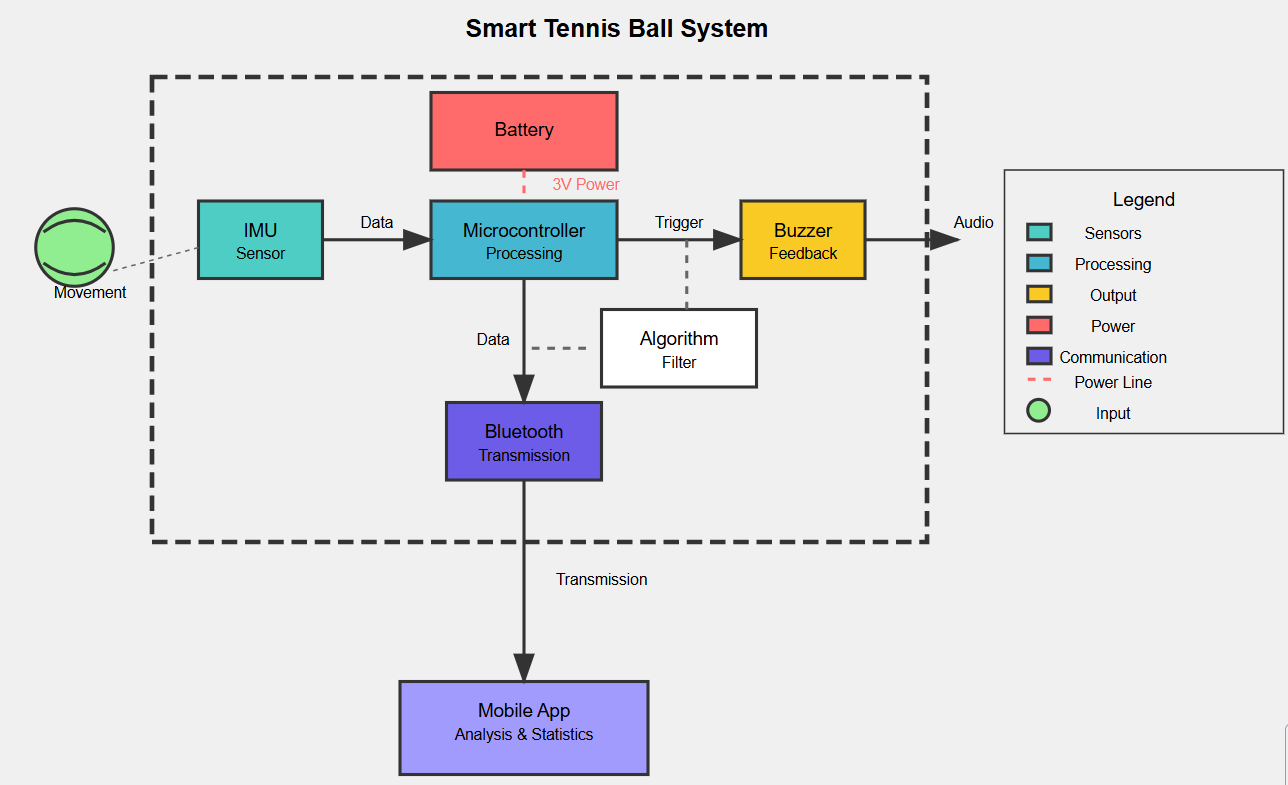 Smart Tennis Ball System
Battery
3V Power
Movement
IMU
Sensor
Data
Microcontroller
Processing
Trigger
Buzzer
Feedback
Audio
Data
Algorithm
Filter
Bluetooth
Transmission
Transmission
Mobile App
Analysis & Statistics
Legend
Sensors
Processing
Output
Power
Communication
Power Line
Input